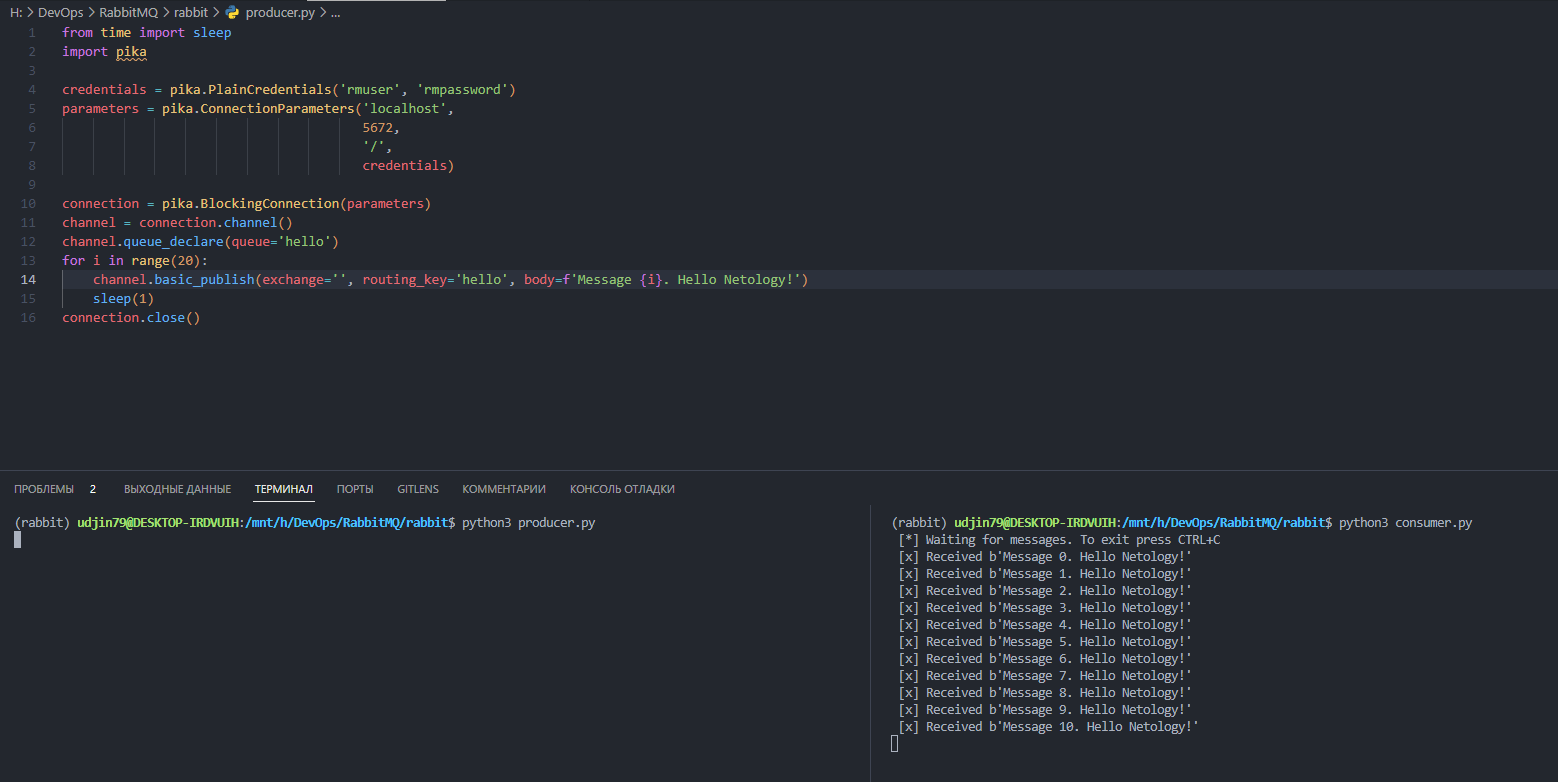 H: > DevOps > RabbitMQ > rabbit > producer.py > ...
1 from time import sleep
2 import pika
3
4 credentials = pika.PlainCredentials('rmuser', 'rmpassword')
5 parameters = pika.ConnectionParameters('localhost',
6 5672,
7 '/',
8 credentials)
9
10 connection = pika.BlockingConnection(parameters)
11 channel = connection.channel()
12 channel.queue_declare(queue='hello')
13 for i in range(20):
14 channel.basic_publish(exchange='', routing_key='hello', body=f'Message {i}. Hello Netology!')
15 sleep(1)
16 connection.close()
ПРОБЛЕМЫ 2 ВЫХОДНЫЕ ДАННЫЕ ТЕРМИНАЛ ПОРТЫ GITLENS КОММЕНТАРИИ КОНСОЛЬ ОТЛАДКИ
(rabbit) udjin79@DESKTOP-IRDVUIH:/mnt/h/DevOps/RabbitMQ/rabbit$ python3 producer.py
(rabbit) udjin79@DESKTOP-IRDVUIH:/mnt/h/DevOps/RabbitMQ/rabbit$ python3 consumer.py
[*] Waiting for messages. To exit press CTRL+C
[x] Received b'Message 0. Hello Netology!'
[x] Received b'Message 1. Hello Netology!'
[x] Received b'Message 2. Hello Netology!'
[x] Received b'Message 3. Hello Netology!'
[x] Received b'Message 4. Hello Netology!'
[x] Received b'Message 5. Hello Netology!'
[x] Received b'Message 6. Hello Netology!'
[x] Received b'Message 7. Hello Netology!'
[x] Received b'Message 8. Hello Netology!'
[x] Received b'Message 9. Hello Netology!'
[x] Received b'Message 10. Hello Netology!'